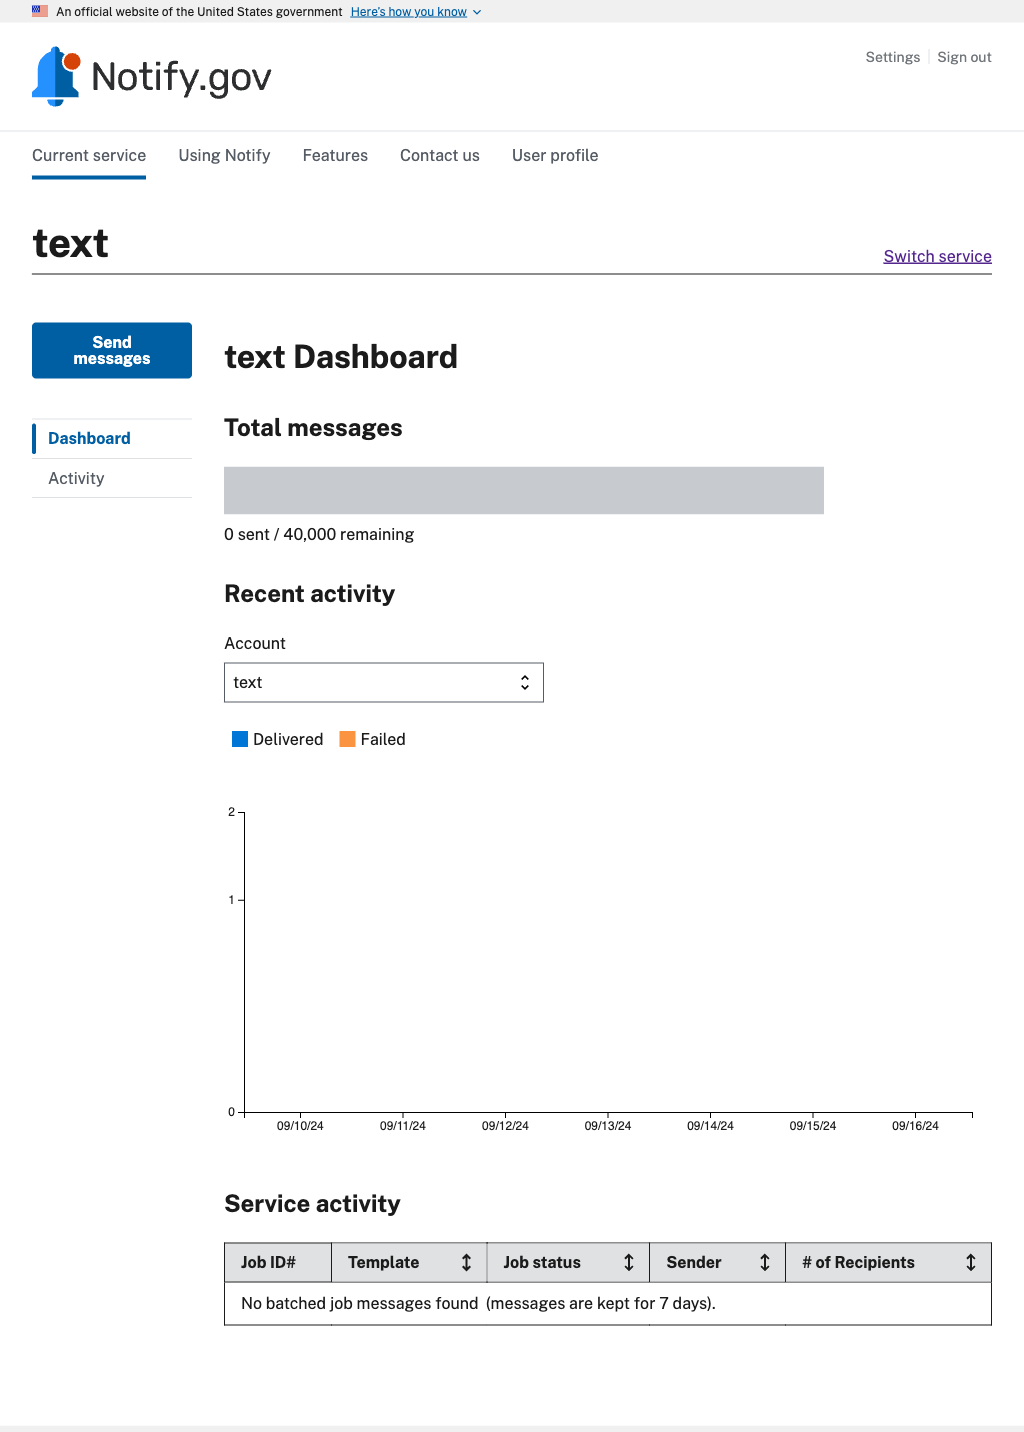 An official website of the United States government Here's how you know
Notify.gov
Settings Sign out
Current service Using Notify Features Contact us User profile
text
Switch service
Send
messages
Dashboard
Activity
text Dashboard
Total messages
0 sent / 40,000 remaining
Recent activity
Account
text
Delivered Failed
2
1
0
09/10/24 09/11/24 09/12/24 09/13/24 09/14/24 09/15/24 09/16/24
Service activity
Job ID# Template Job status Sender # of Recipients
No batched job messages found (messages are kept for 7 days).